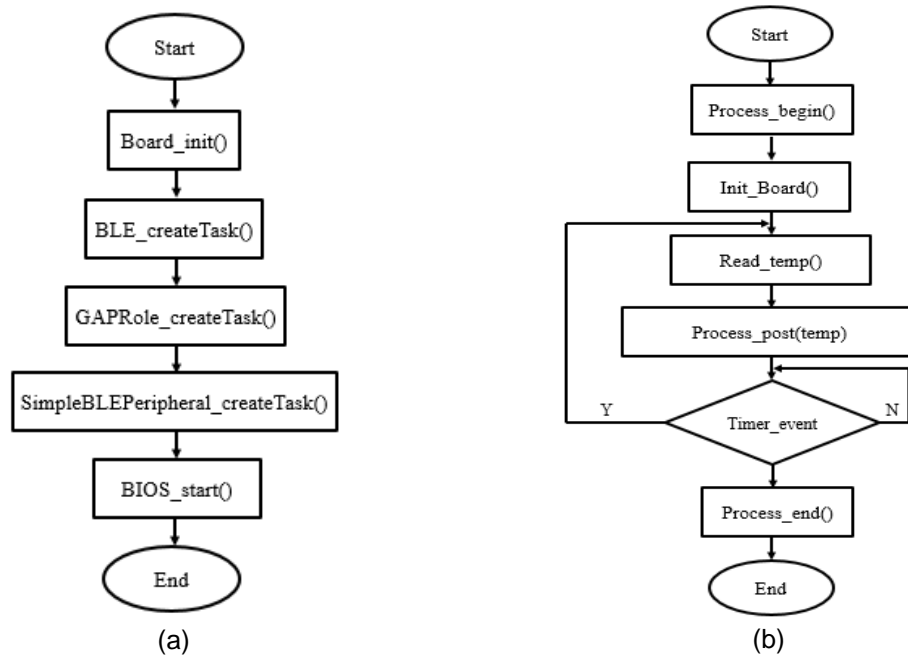 Start
Board_init()
BLE_createTask()
GAPRole_createTask()
SimpleBLEPeripheral_createTask()
BIOS_start()
End
(a)
Start
Process_begin()
Init_Board()
Read_temp()
Process_post(temp)
Y
Timer_event
N
Process_end()
End
(b)